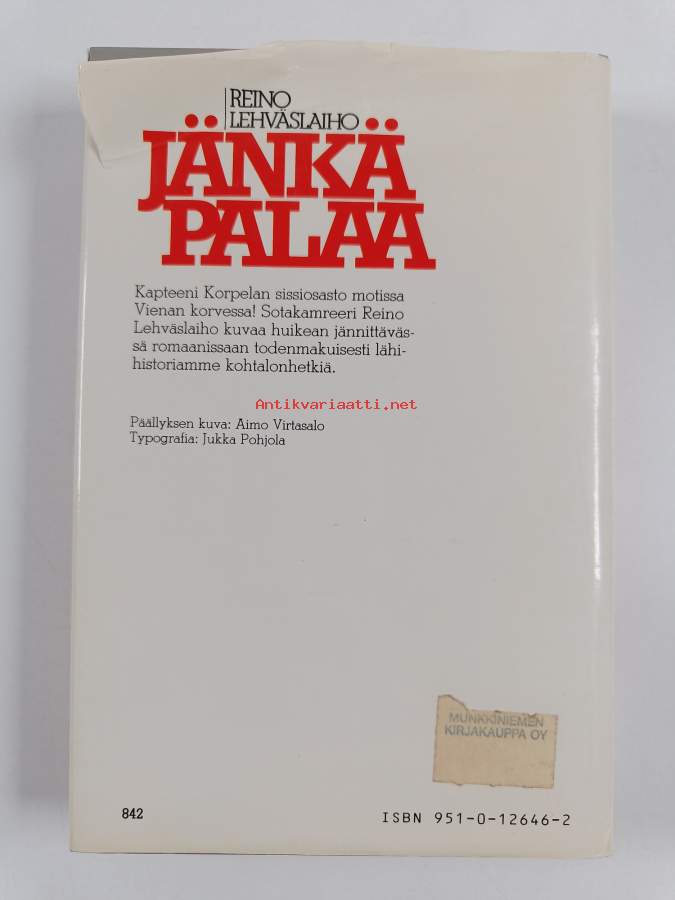 REINO
LEHVÄSLAIHO
JÄNKÄ
PALAA
Kapteeni Korpelan sissiosasto motissa
Vienan korvessa! Sotakamreeri Reino
Lehväslaiho kuvaa huikean jännittäväs-
sä romaanissaan todenmakuisesti lähi-
historiamme kohtalonhetkiä.
Antikvariaatti.net
Päällyksen kuva: Aimo Virtasalo
Typografia: Jukka Pohjola
MUNKKINIEMEN
KIRJAKAUPPA OY
842
ISBN 951-0-12646-2